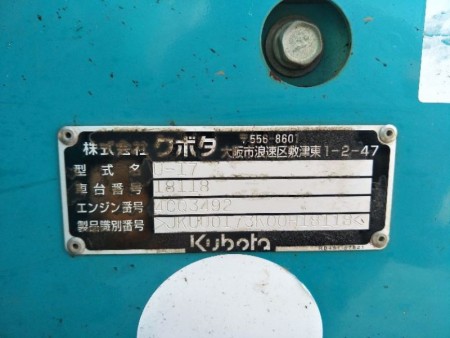 株式会社 クボタ 〒556-8601
大阪市浪速区敷津東1-2-47
型式名 U-17
車台番号 18118
エンジン番号
製品識別番号
Kubota